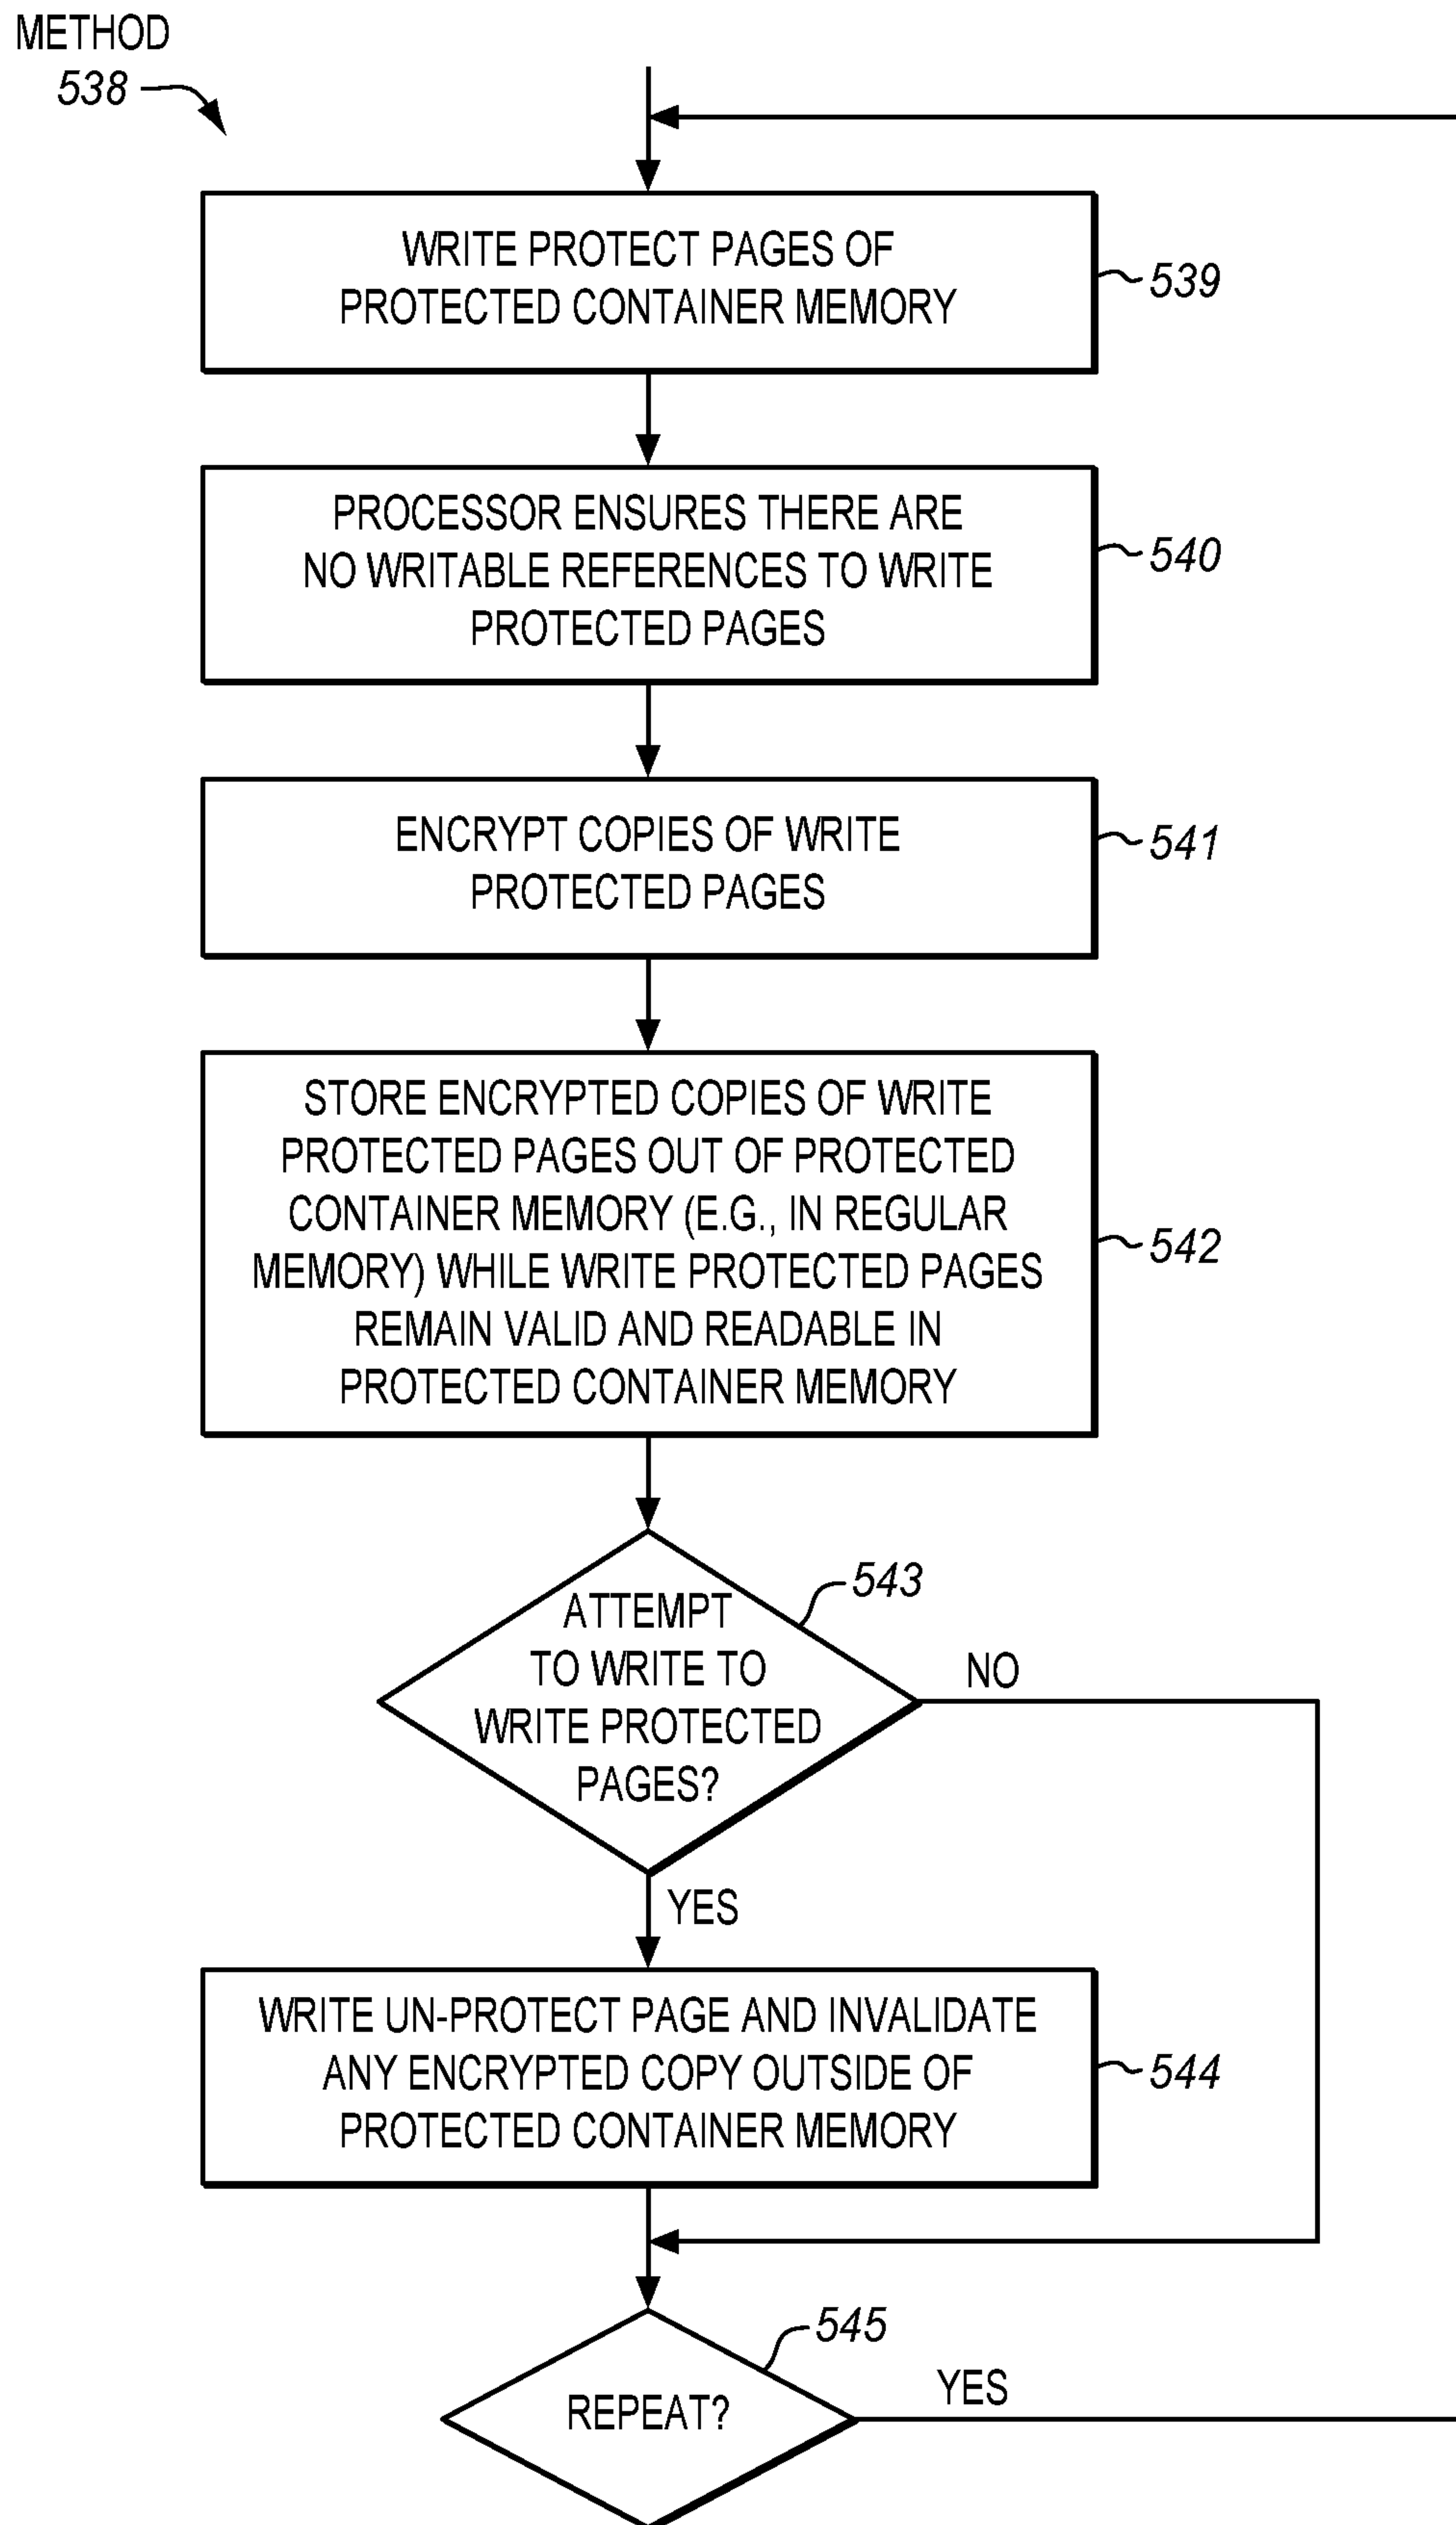 METHOD
538
WRITE PROTECT PAGES OF
PROTECTED CONTAINER MEMORY
539
PROCESSOR ENSURES THERE ARE
NO WRITABLE REFERENCES TO WRITE
PROTECTED PAGES
540
ENCRYPT COPIES OF WRITE
PROTECTED PAGES
541
STORE ENCRYPTED COPIES OF WRITE
PROTECTED PAGES OUT OF PROTECTED
CONTAINER MEMORY (E.G., IN REGULAR
MEMORY) WHILE WRITE PROTECTED PAGES
REMAIN VALID AND READABLE IN
PROTECTED CONTAINER MEMORY
542
543
ATTEMPT
TO WRITE TO
WRITE PROTECTED
PAGES?
NO
YES
WRITE UN-PROTECT PAGE AND INVALIDATE
ANY ENCRYPTED COPY OUTSIDE OF
PROTECTED CONTAINER MEMORY
544
545
REPEAT?
YES